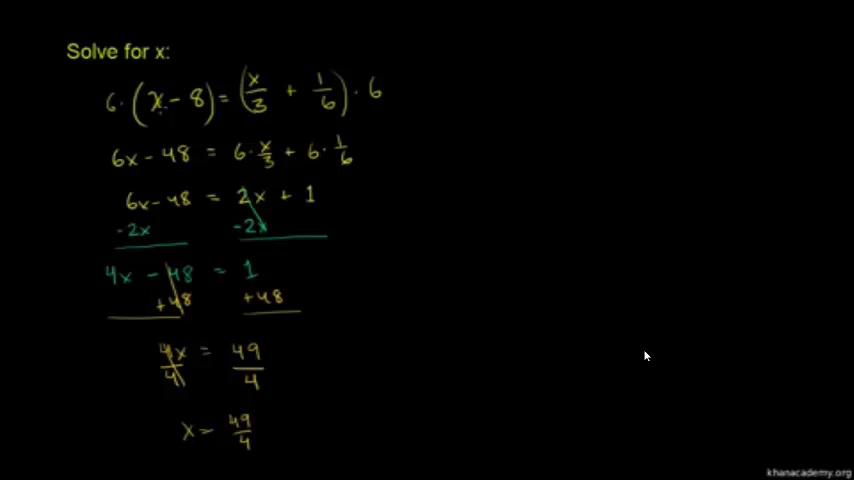 Solve for x:
6 · (x - 8) = (x/3 + 1/6) · 6
6x - 48 = 6 · x/3 + 6 · 1/6
6x - 48 = 2x + 1
-2x -2x
4x - 48 = 1
+48 +48
4x/4 = 49/4
x = 49/4
khanacademy.org